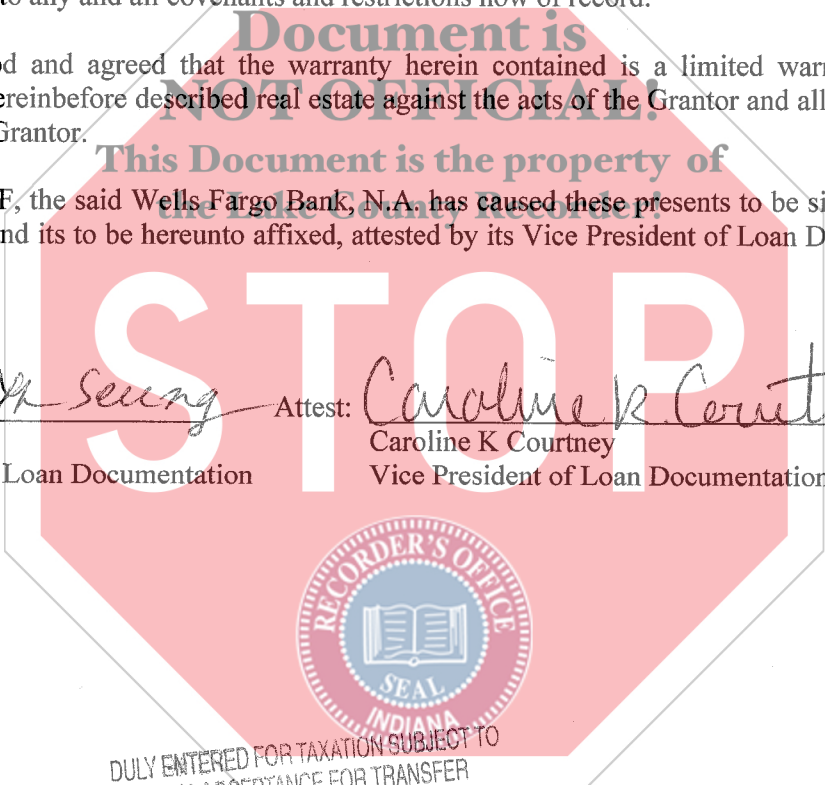 to any and all covenants and restrictions now of record.
Document is
d and agreed that the warranty herein contained is a limited warr
NOT OFFICIAL!
ereinbefore described real estate against the acts of the Grantor and all
Grantor.
This Document is the property of
F, the said Wells Fargo Bank, N.A. has caused these presents to be si
the Lake County Recorder!
nd its to be hereunto affixed, attested by its Vice President of Loan D
STOP
Seung Attest: Caroline K
Caroline K Courtney
Loan Documentation Vice President of Loan Documentation
RECORDER'S OFFICE
SEAL
INDIANA
DULY ENTERED FOR TAXATION SUBJECT TO
ACCEPTANCE FOR TRANSFER